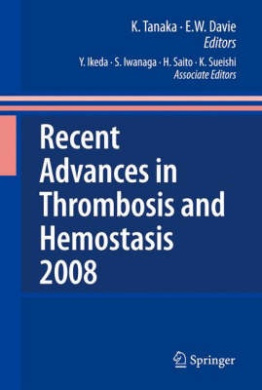 K. Tanaka · E.W. Davie
Editors
Y. Ikeda · S. Iwanaga · H. Saito · K. Sueishi
Associate Editors
Recent
Advances in
Thrombosis and
Hemostasis
2008
Springer